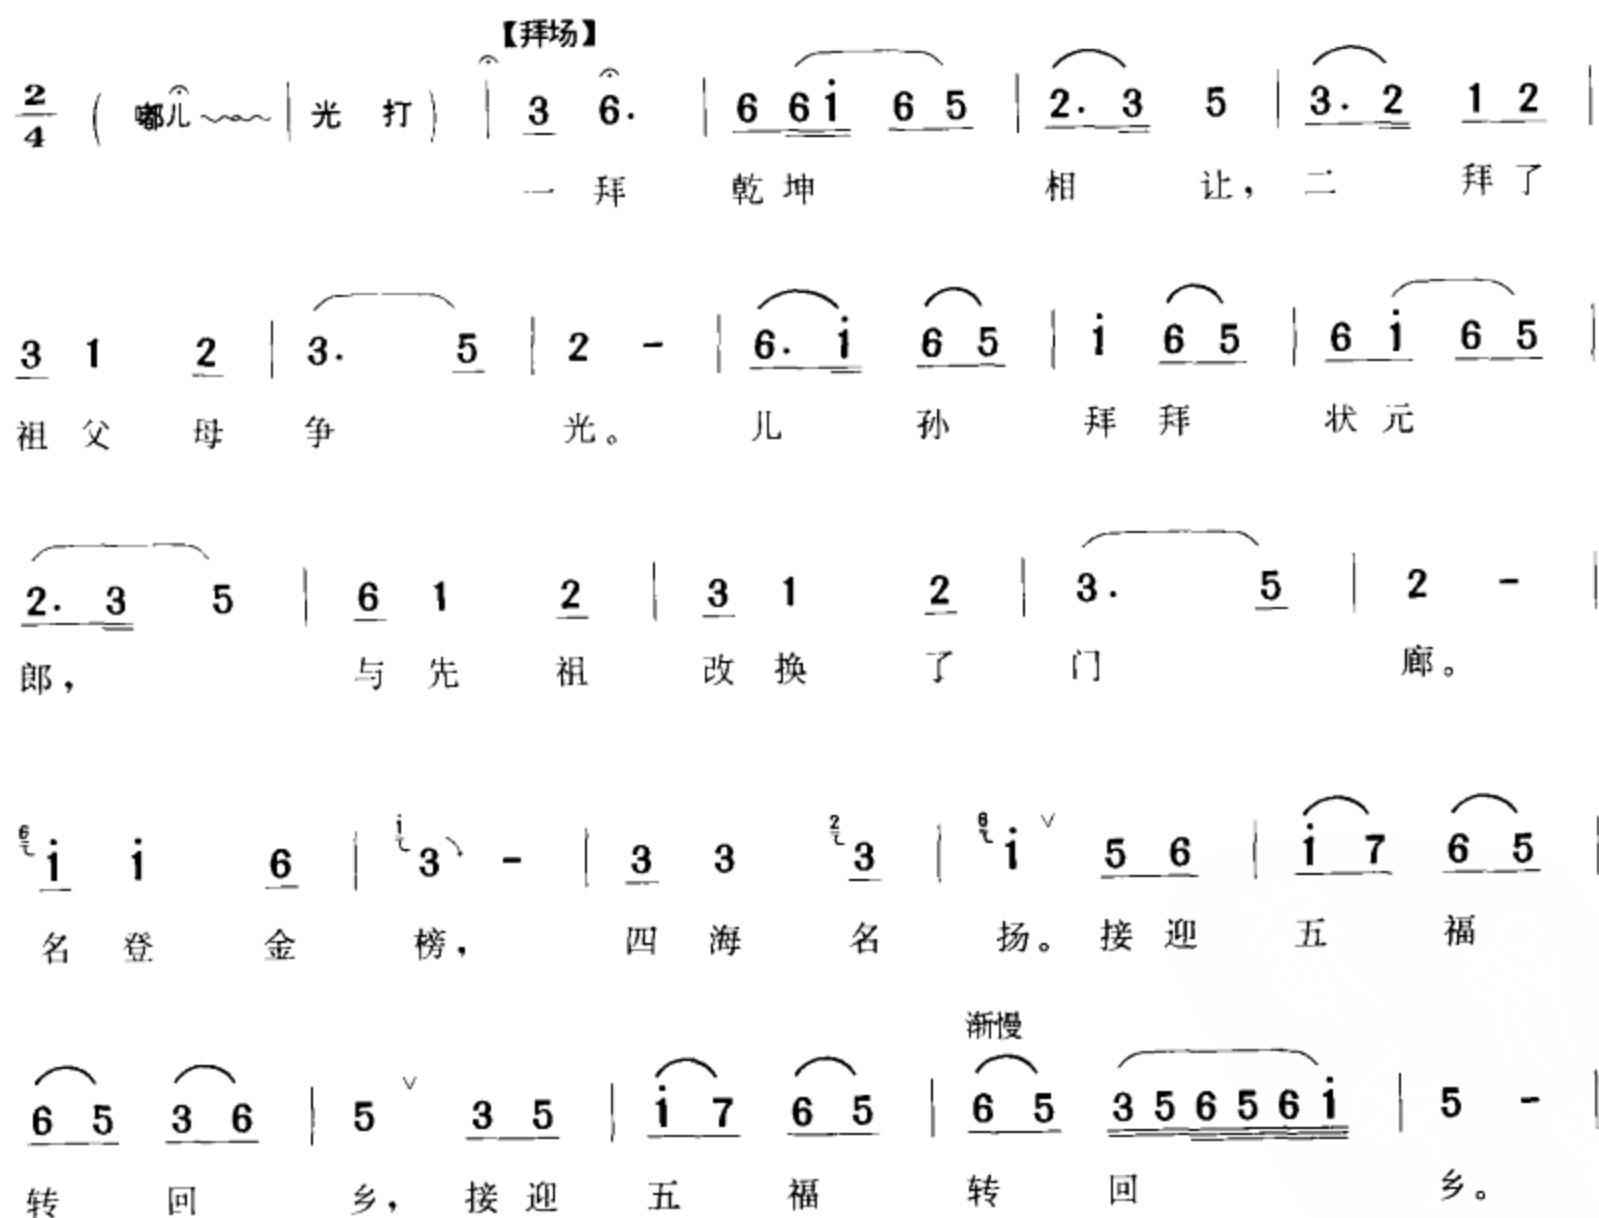 【拜场】
2/4 ( 嘟儿 | 光 打 ) | 3 6. | 6 6 i 6 5 | 2. 3 5 | 3. 2 1 2 |
一 拜 乾 坤 相 让， 二 拜 了
3 1 2 | 3. 5 | 2 - | 6. i 6 5 | i 6 5 | 6 i 6 5 |
祖 父 母 争 光。 儿 孙 拜 拜 状 元
2. 3 5 | 6 1 2 | 3 1 2 | 3. 5 | 2 - |
郎， 与 先 祖 改 换 了 门 廊。
6 i i 6 | i 3 - | 3 3 2 3 | 6 i ∨ 5 6 | i 7 6 5 |
名 登 金 榜， 四 海 名 扬。 接 迎 五 福
渐慢
6 5 3 6 | 5 ∨ 3 5 | i 7 6 5 | 6 5 3 5 6 5 6 i | 5 - |
转 回 乡， 接 迎 五 福 转 回 乡。